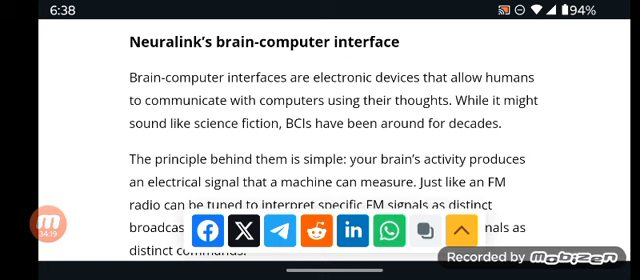 6:38
94%
Neuralink's brain-computer interface
Brain-computer interfaces are electronic devices that allow humans
to communicate with computers using their thoughts. While it might
sound like science fiction, BCIs have been around for decades.
The principle behind them is simple: your brain's activity produces
an electrical signal that a machine can measure. Just like an FM
radio can be tuned to interpret specific FM signals as distinct
broadcas nals as
distinct commands.
04:19
Recorded by Mobizen